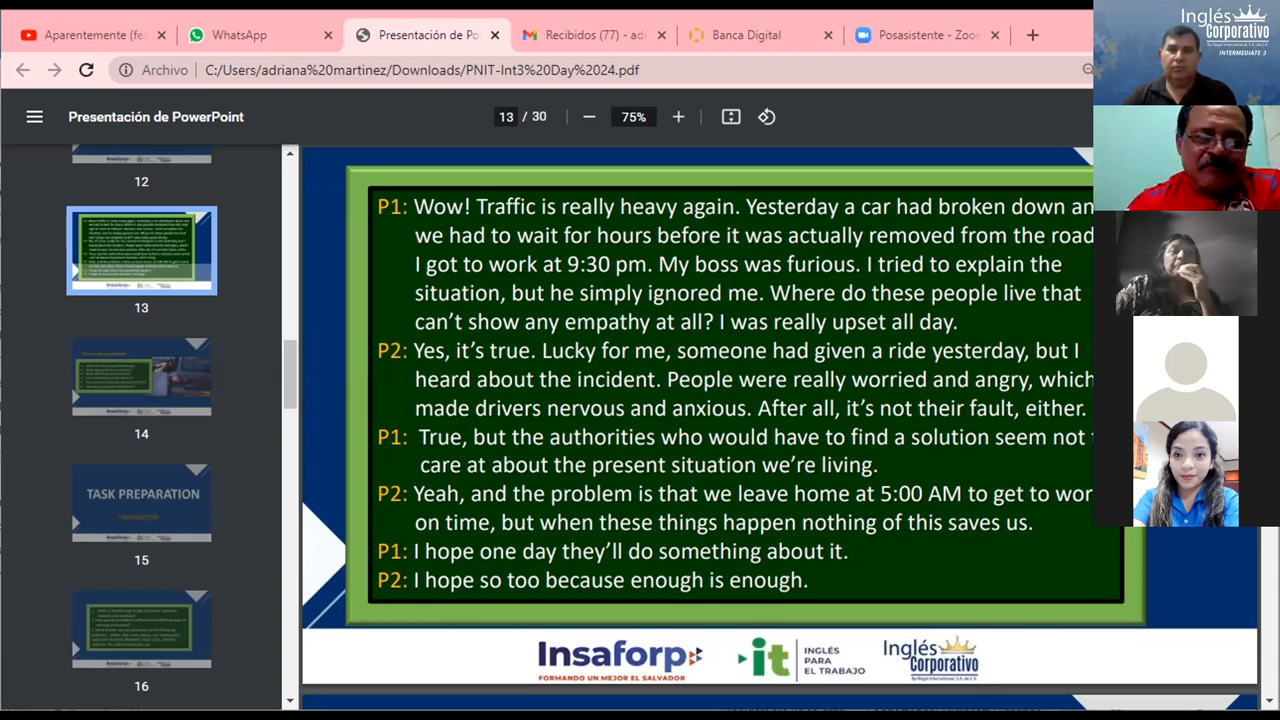 Aparentemente (fea
WhatsApp
Presentación de Po
Recibidos (77) - ad
Banca Digital
Posasistente - Zoon
Archivo
C:/Users/adriana%20martinez/Downloads/PNIT-Int3%20Day%2024.pdf
Presentación de PowerPoint
13 / 30
75%
Inglés
Corporativo
By Regal International, S.A. de C.V.
INTERMEDIATE 3
12
13
14
TASK PREPARATION
15
16
P1: Wow! Traffic is really heavy again. Yesterday a car had broken down an
we had to wait for hours before it was actually removed from the road
I got to work at 9:30 pm. My boss was furious. I tried to explain the
situation, but he simply ignored me. Where do these people live that
can't show any empathy at all? I was really upset all day.
P2: Yes, it's true. Lucky for me, someone had given a ride yesterday, but I
heard about the incident. People were really worried and angry, which
made drivers nervous and anxious. After all, it's not their fault, either.
P1: True, but the authorities who would have to find a solution seem not
care at about the present situation we're living.
P2: Yeah, and the problem is that we leave home at 5:00 AM to get to wor
on time, but when these things happen nothing of this saves us.
P1: I hope one day they'll do something about it.
P2: I hope so too because enough is enough.
Insaforp
FORMANDO UN MEJOR EL SALVADOR
it
INGLÉS
PARA
EL TRABAJO
Inglés
Corporativo
By Regal International, S.A. de C.V.